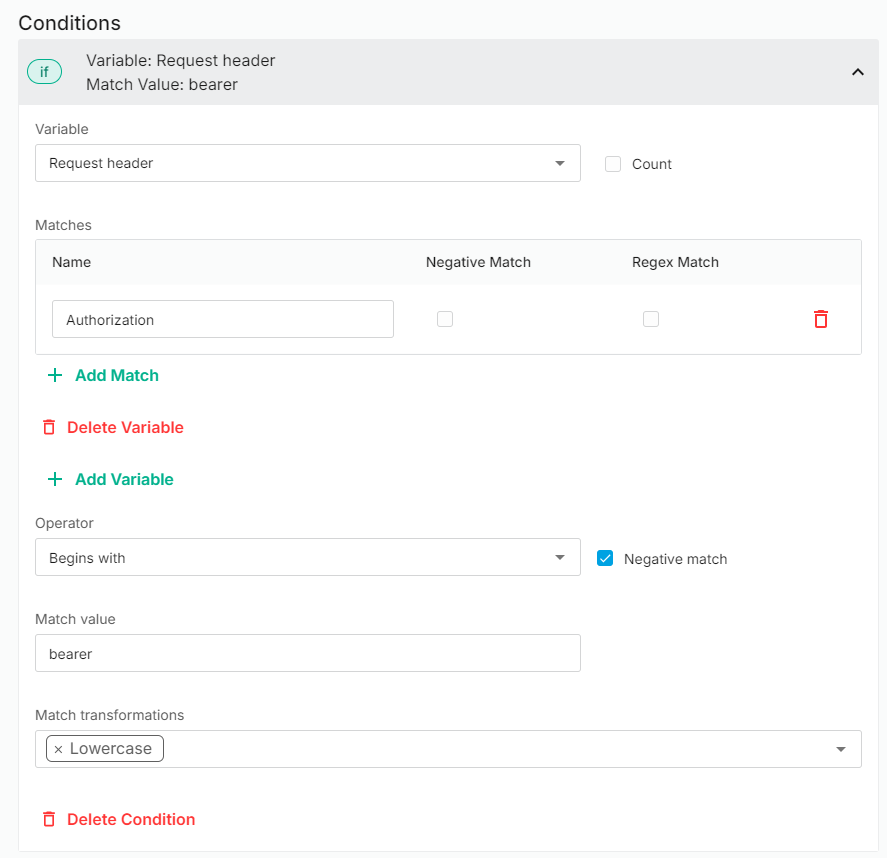 Conditions
if
Variable: Request header
Match Value: bearer
Variable
Request header
Count
Matches
Name Negative Match Regex Match
Authorization
Add Match
Delete Variable
Add Variable
Operator
Begins with
Negative match
Match value
bearer
Match transformations
× Lowercase
Delete Condition